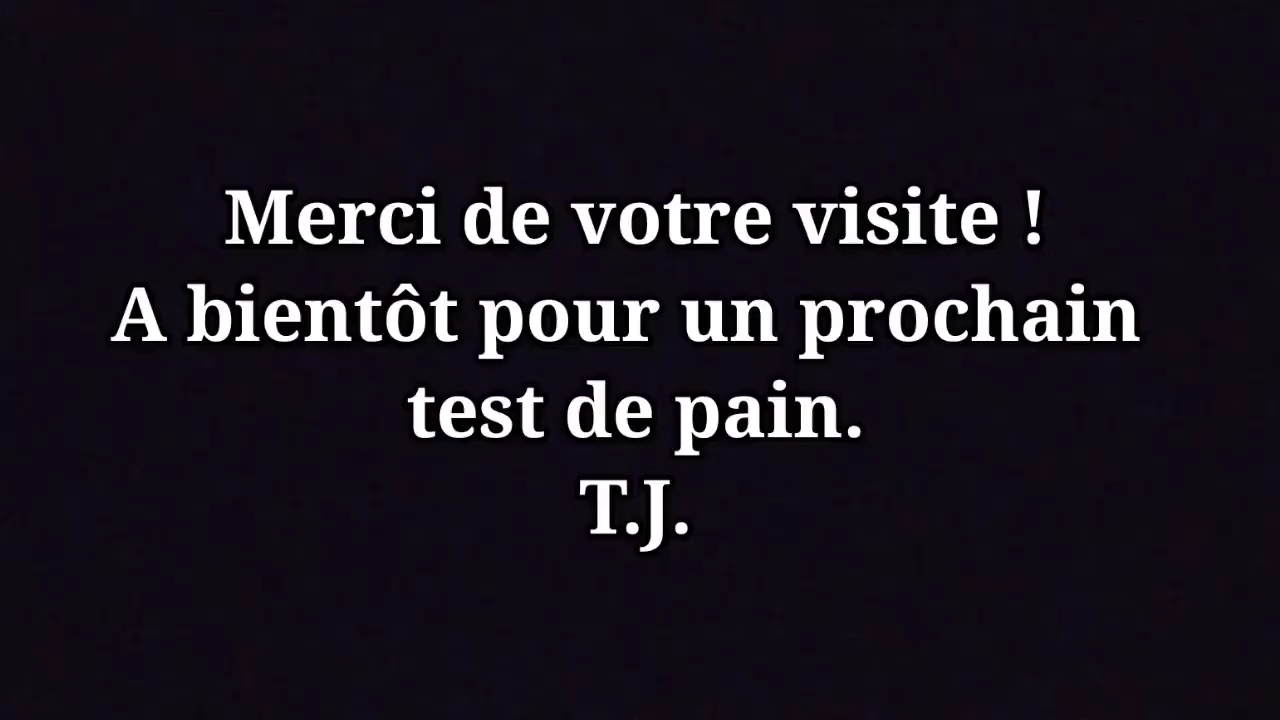 Merci de votre visite !
A bientôt pour un prochain
test de pain.
T.J.